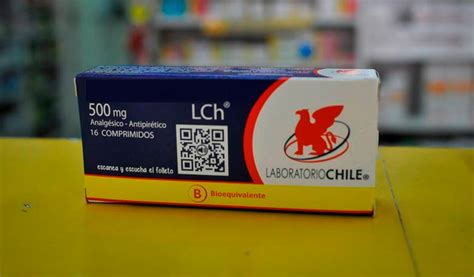 500 mg
LCh®
Analgésico - Antipirético
16 COMPRIMIDOS
escanea y escucha el folleto
LABORATORIOCHILE®
B Bioequivalente